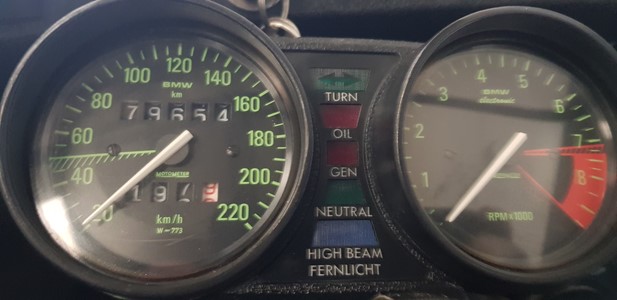 120
100
140
80
BMW
km
160
79654
60
180
40
200
20
220
km/h
W=773
TURN
OIL
GEN
NEUTRAL
HIGH BEAM
FERNLICHT
4
5
3
BMW
electronic
6
2
7
1
8
RPM x 1000